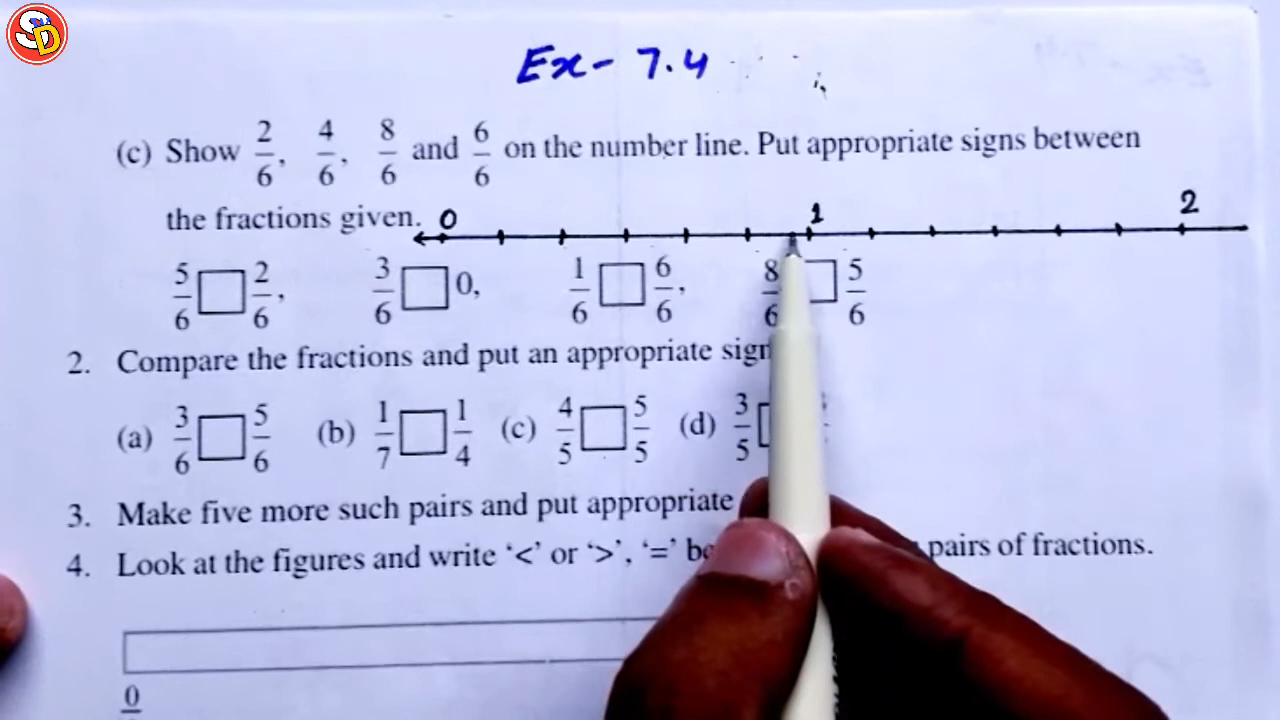 SD
Ex- 7.4
(c) Show 2/6, 4/6, 8/6 and 6/6 on the number line. Put appropriate signs between
the fractions given.
0 1 2
5/6 □ 2/6, 3/6 □ 0, 1/6 □ 6/6, 8/6 □ 5/6
2. Compare the fractions and put an appropriate sign
(a) 3/6 □ 5/6 (b) 1/7 □ 1/4 (c) 4/5 □ 5/5 (d) 3/5
3. Make five more such pairs and put appropriate
4. Look at the figures and write ‘<’ or ‘>’, ‘=’ pairs of fractions.
0